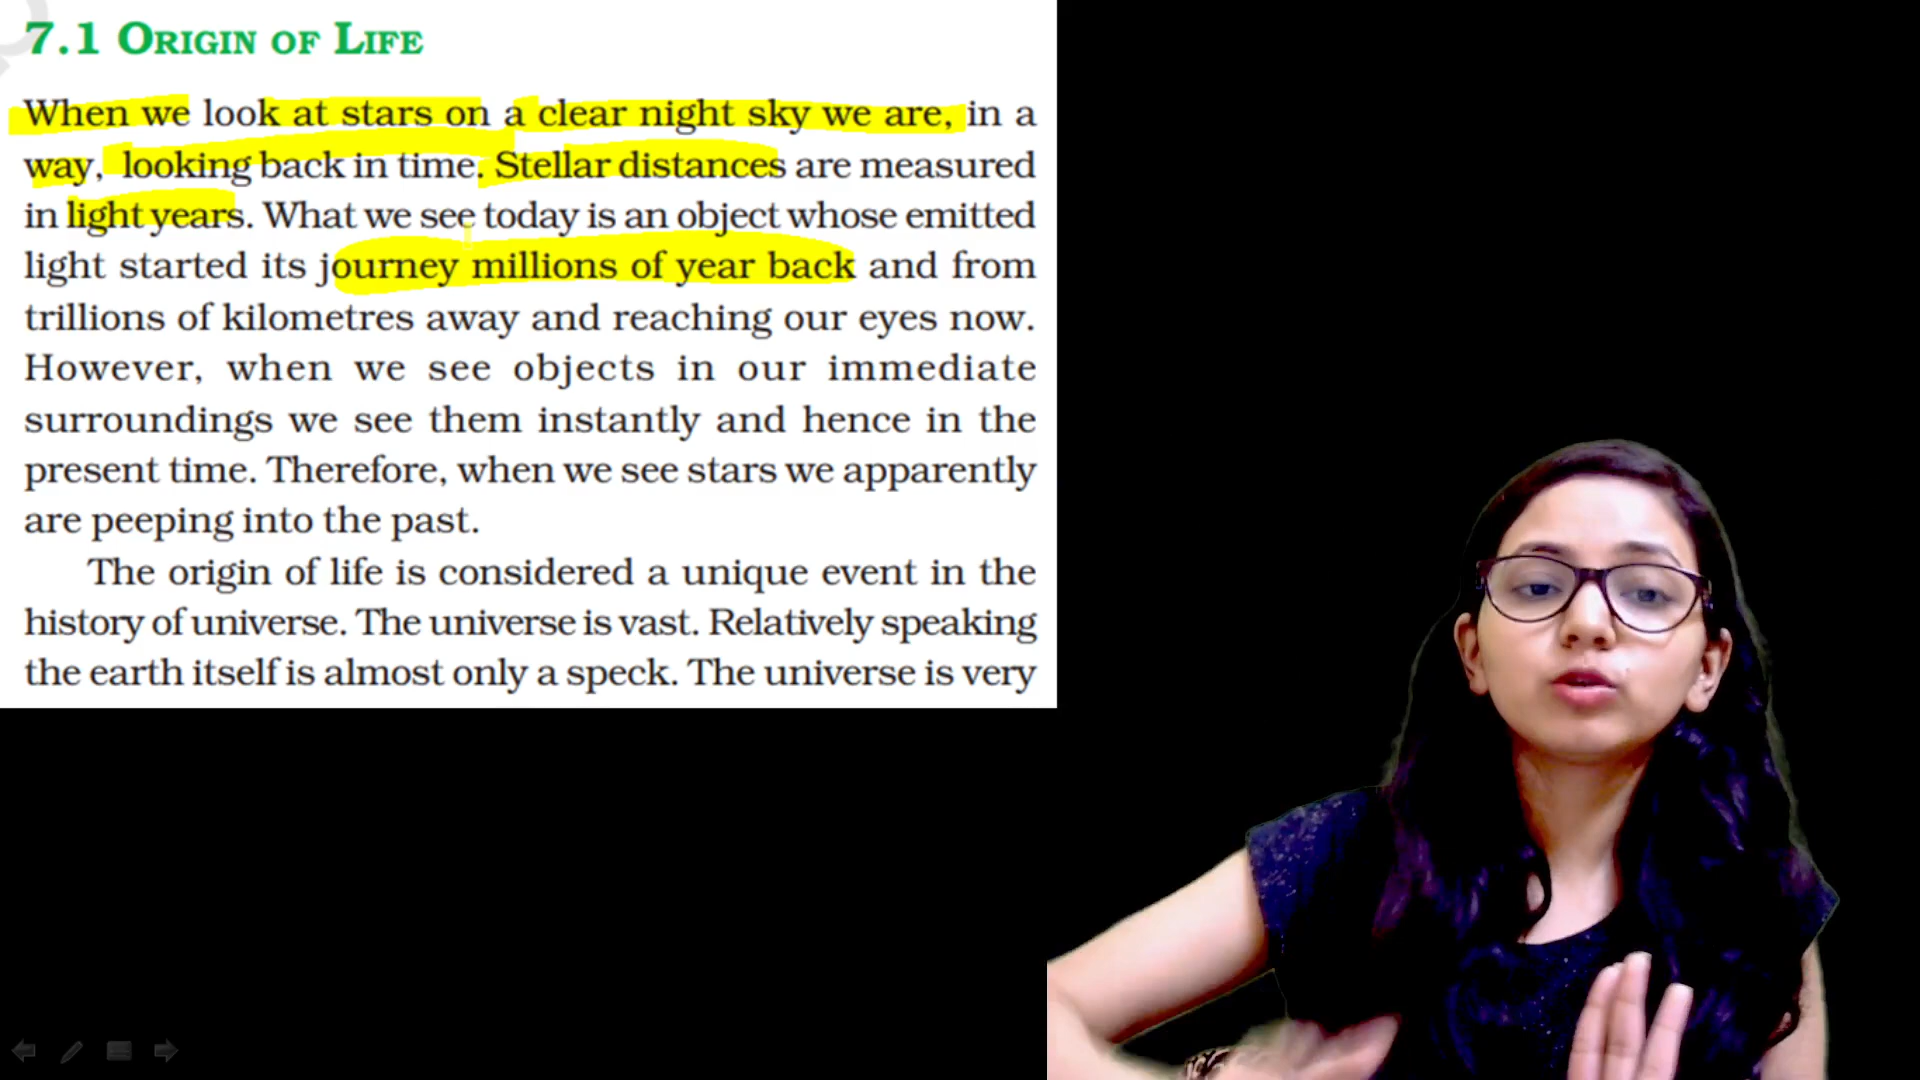 7.1 ORIGIN OF LIFE
When we look at stars on a clear night sky we are, in a
way, looking back in time. Stellar distances are measured
in light years. What we see today is an object whose emitted
light started its journey millions of year back and from
trillions of kilometres away and reaching our eyes now.
However, when we see objects in our immediate
surroundings we see them instantly and hence in the
present time. Therefore, when we see stars we apparently
are peeping into the past.
The origin of life is considered a unique event in the
history of universe. The universe is vast. Relatively speaking
the earth itself is almost only a speck. The universe is very